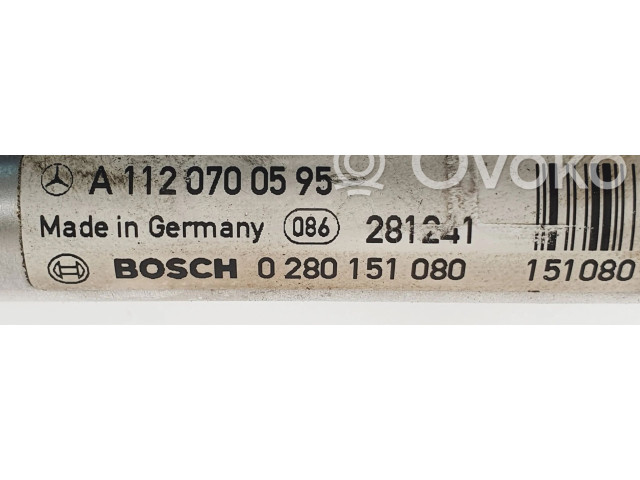 A 112 070 05 95 Ovoko
Made in Germany 086 281241
BOSCH 0 280 151 080 151080